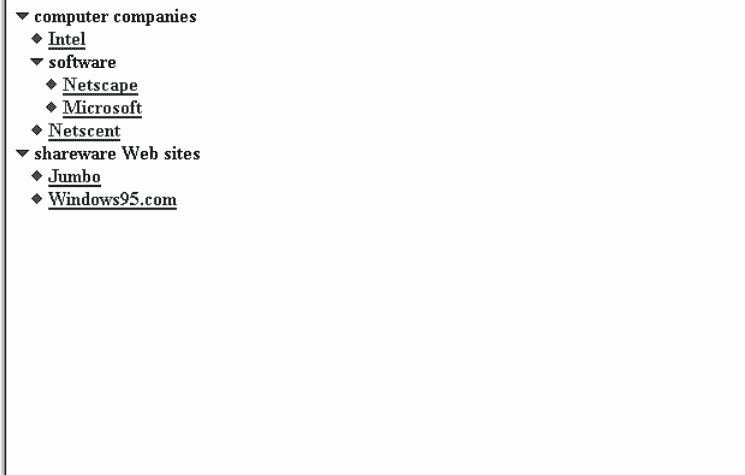 computer companies
Intel
software
Netscape
Microsoft
Netscent
shareware Web sites
Jumbo
Windows95.com